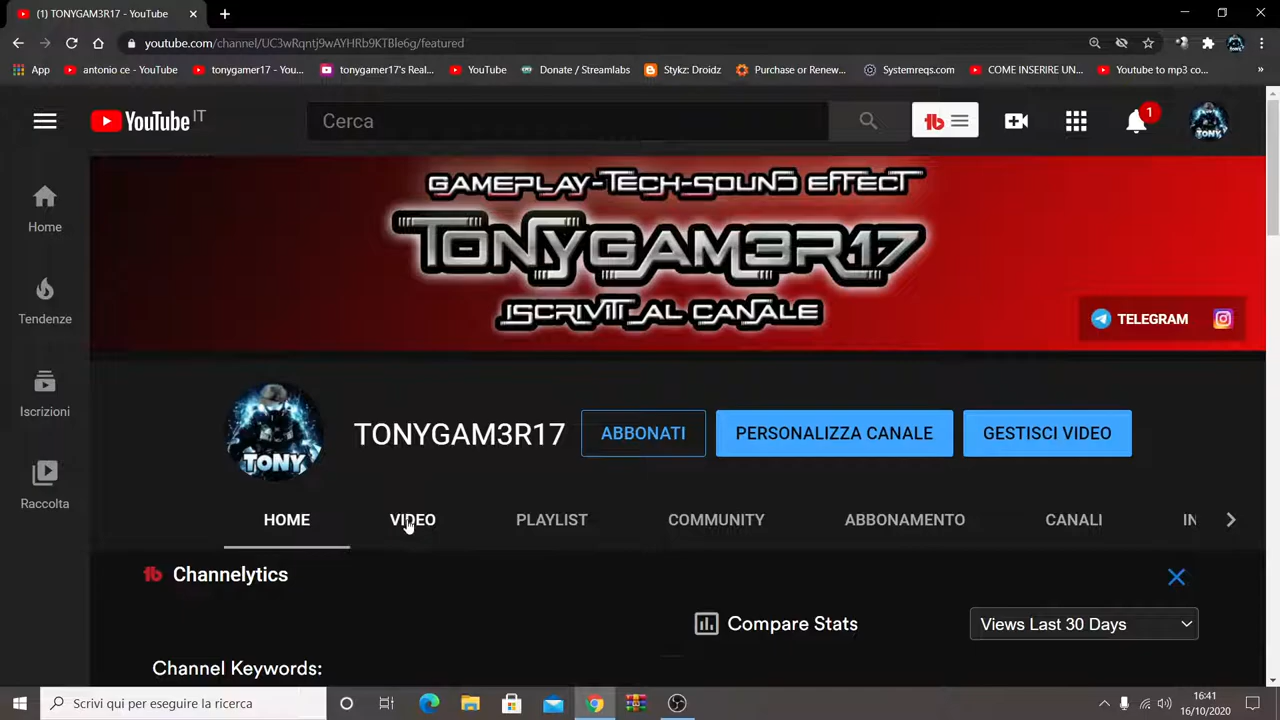 (1) TONYGAM3R17 - YouTube
youtube.com/channel/UC3wRqntj9wAYHRb9KTBle6g/featured
App
antonio ce - YouTube
tonygamer17 - You...
tonygamer17's Real...
YouTube
Donate / Streamlabs
Stykz: Droidz
Purchase or Renew...
Systemreqs.com
COME INSERIRE UN...
Youtube to mp3 co...
YouTube IT
Cerca
1
TONY
GAMEPLAY-TECH-SOUND EFFECT
TONYGAM3R17
ISCRIVITI AL CANALE
TELEGRAM
Home
Tendenze
Iscrizioni
Raccolta
TONY
TONYGAM3R17
ABBONATI
PERSONALIZZA CANALE
GESTISCI VIDEO
HOME
VIDEO
PLAYLIST
COMMUNITY
ABBONAMENTO
CANALI
IN
Channelytics
Compare Stats
Views Last 30 Days
Channel Keywords:
Scrivi qui per eseguire la ricerca
16:41
16/10/2020